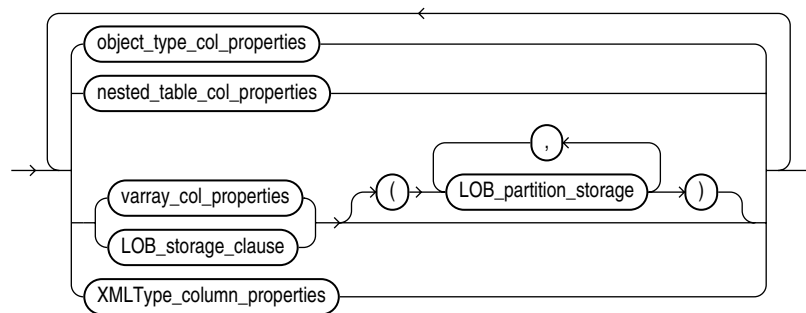 object_type_col_properties
nested_table_col_properties
,
varray_col_properties ( LOB_partition_storage )
LOB_storage_clause
XMLType_column_properties